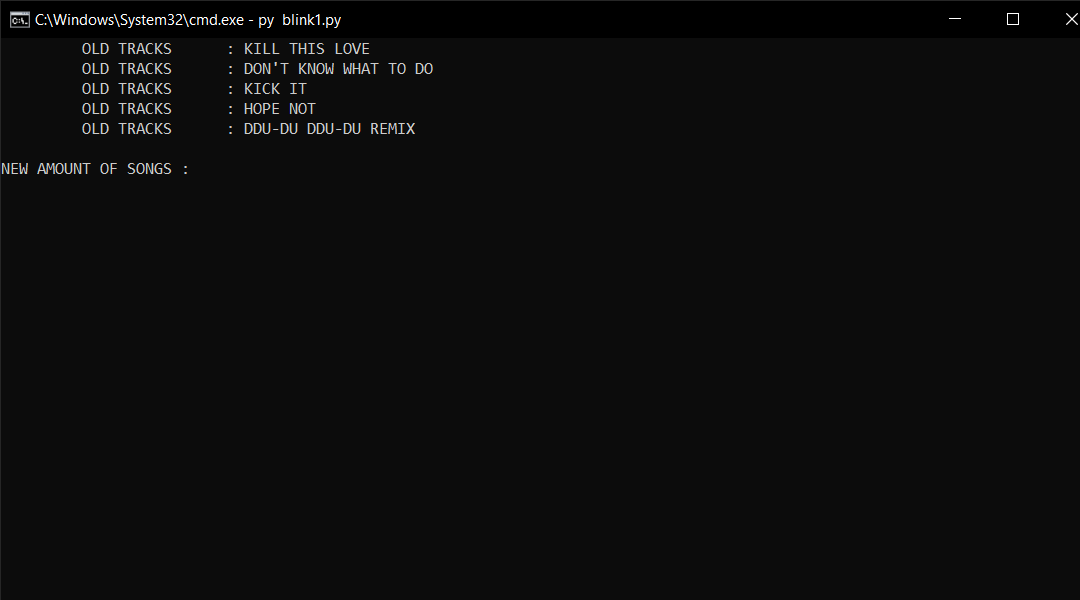 C:\Windows\System32\cmd.exe - py  blink1.py
OLD TRACKS      : KILL THIS LOVE
OLD TRACKS      : DON'T KNOW WHAT TO DO
OLD TRACKS      : KICK IT
OLD TRACKS      : HOPE NOT
OLD TRACKS      : DDU-DU DDU-DU REMIX
NEW AMOUNT OF SONGS :